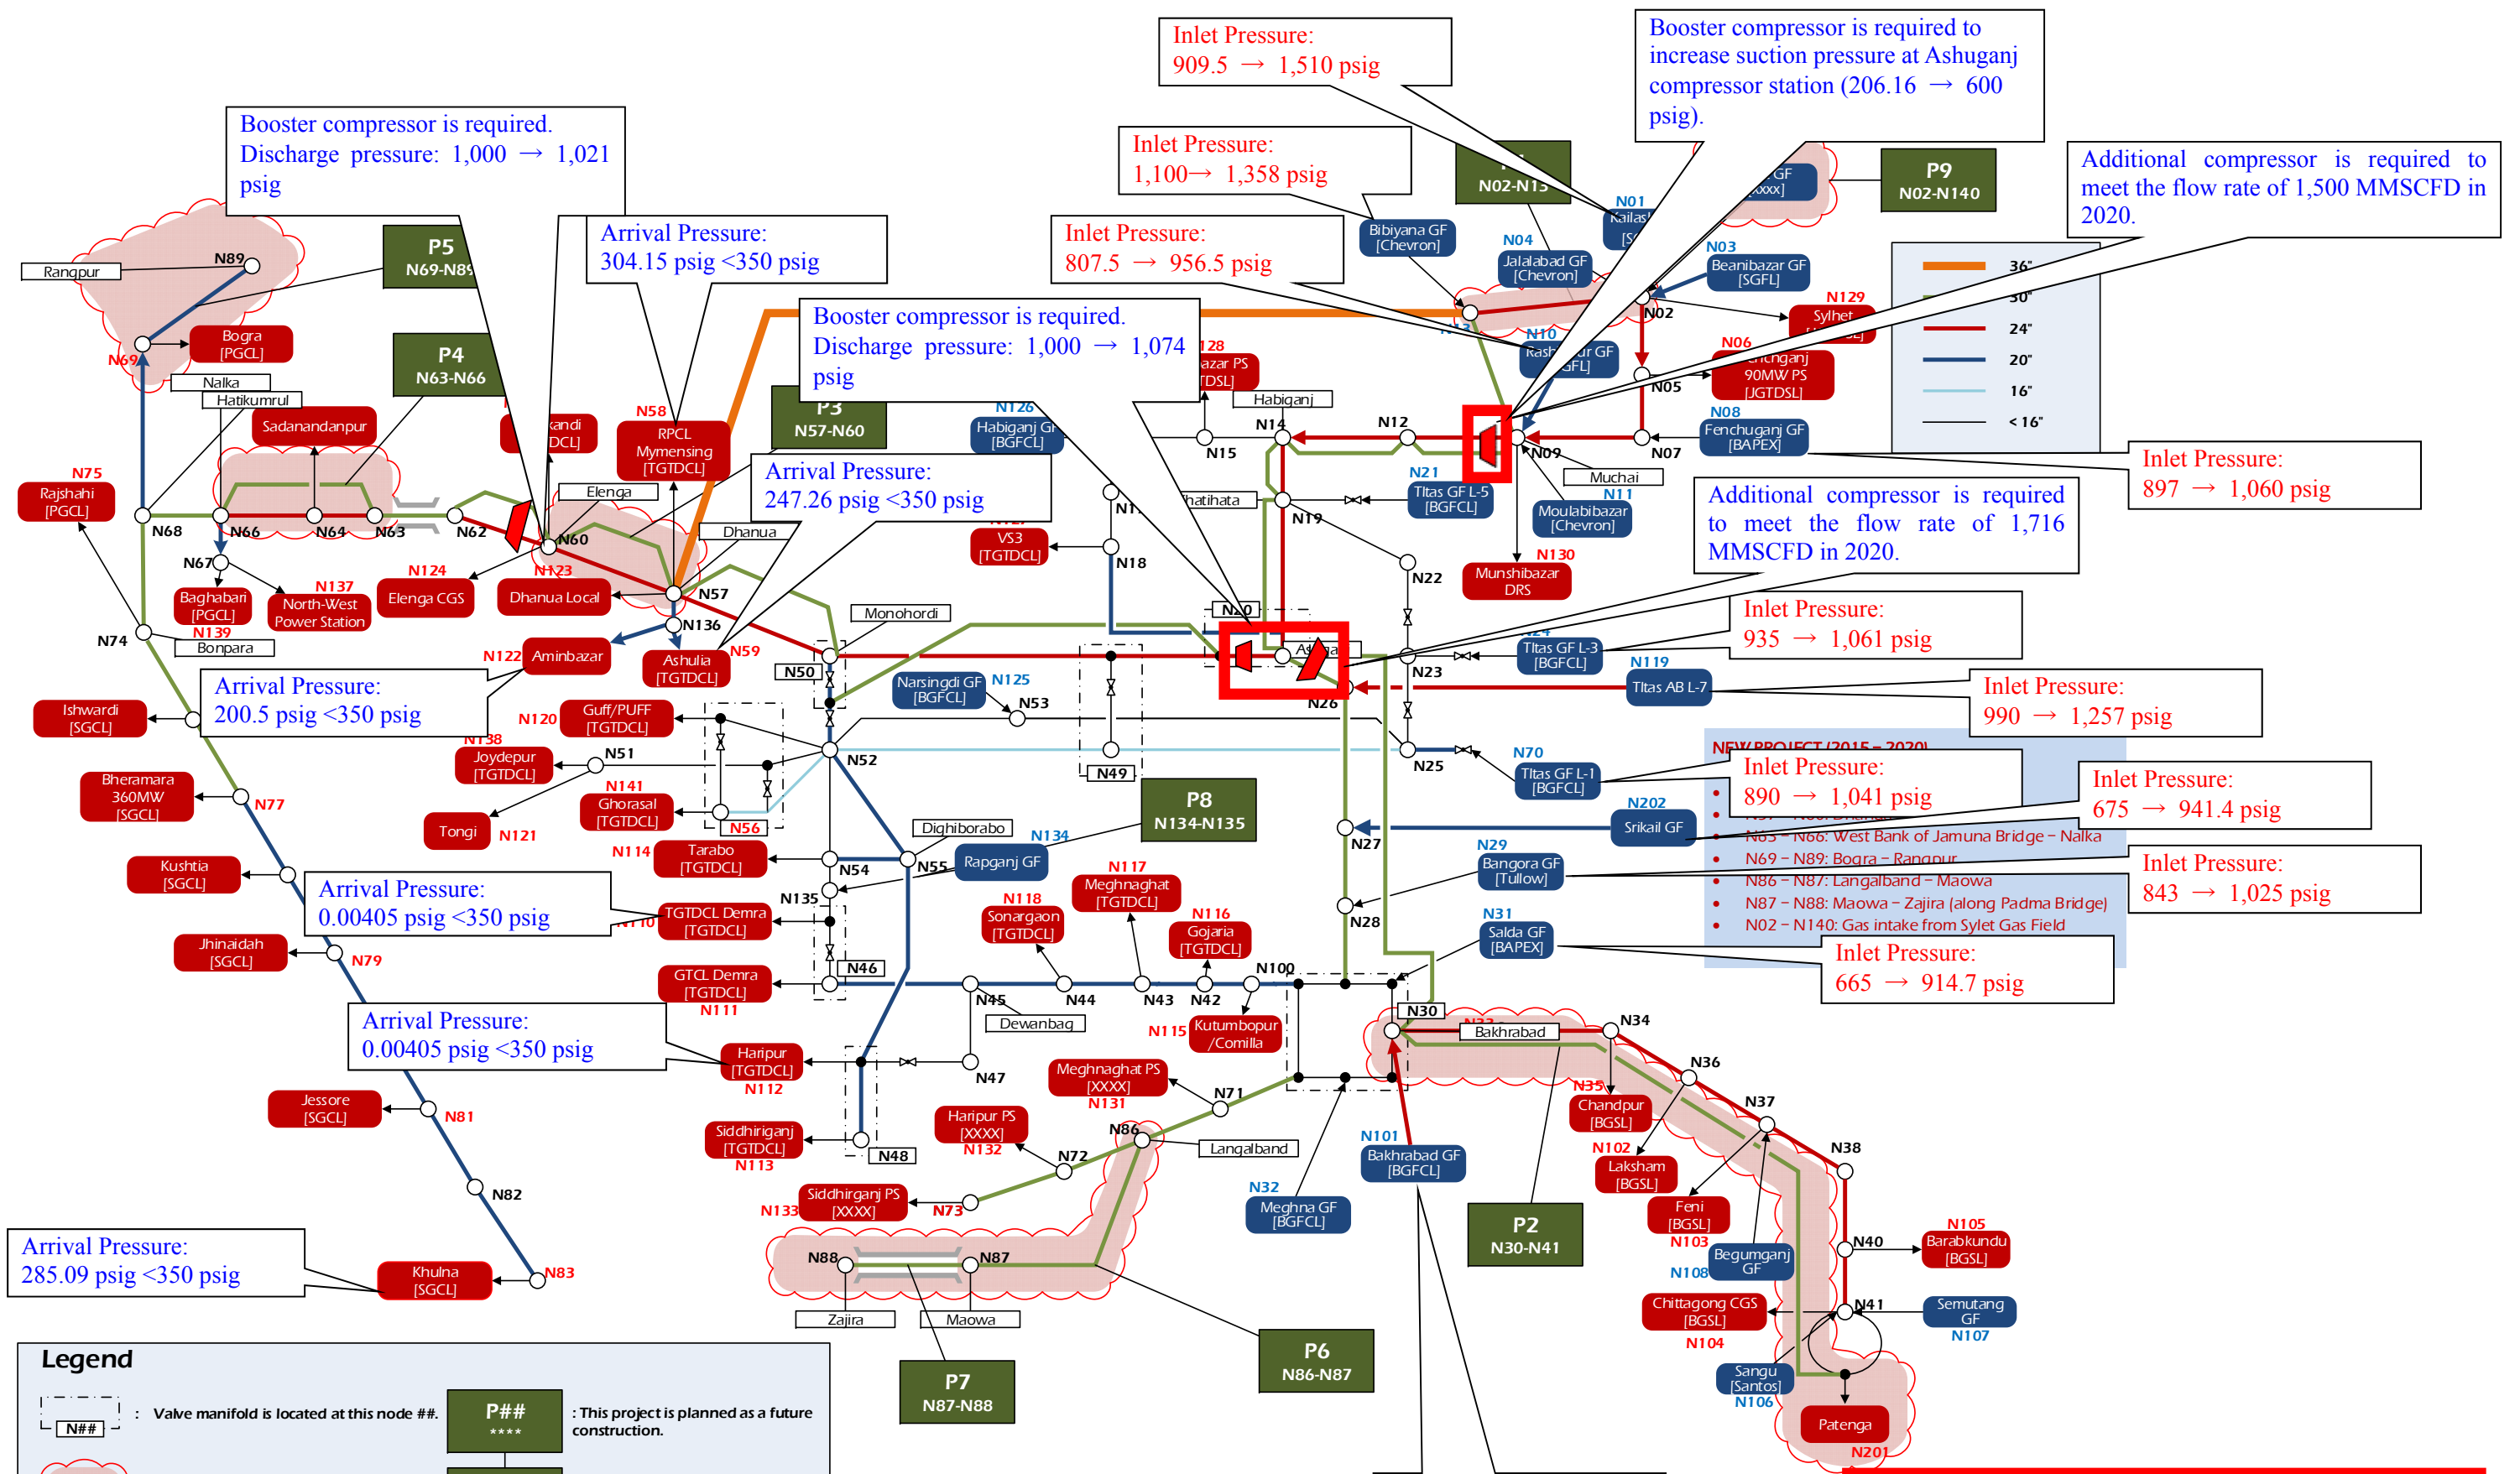 Inlet Pressure:
909.5 → 1,510 psig
Booster compressor is required to
increase suction pressure at Ashuganj
compressor station (206.16 → 600
psig).
Booster compressor is required.
Discharge pressure: 1,000 → 1,021
psig
Inlet Pressure:
1,100→ 1,358 psig
Additional compressor is required to
meet the flow rate of 1,500 MMSCFD in
2020.
N02-N13
P9
N02-N140
Arrival Pressure:
304.15 psig <350 psig
Inlet Pressure:
807.5 → 956.5 psig
Bibiyana GF
[Chevron]
N01
N04
Jalalabad GF
[Chevron]
N03
Beanibazar GF
[SGFL]
P5
N69-N89
Rangpur
N89
36"
30"
24"
20"
16"
< 16"
Booster compressor is required.
Discharge pressure: 1,000 → 1,074
psig
N13
N02
N129
Sylhet
N10
N06
90MW PS
[JGTDSL]
N05
Bogra
[PGCL]
N69
P4
N63-N66
Nalka
Hatikumrul
Sadanandanpur
N58
RPCL
Mymensing
[TGTDCL]
P3
N57-N60
N126
Habiganj GF
[BGFCL]
Habiganj
N14
N12
N15
N09
N07
N08
Fenchuganj GF
[BAPEX]
Muchai
Inlet Pressure:
897 → 1,060 psig
Arrival Pressure:
247.26 psig <350 psig
N75
Rajshahi
[PGCL]
Elenga
N21
TItas GF L-5
[BGFCL]
N11
Moulabibazar
[Chevron]
Additional compressor is required
to meet the flow rate of 1,716
MMSCFD in 2020.
N68
N66
N64
N63
N62
N60
Dhanua
N19
VS3
[TGTDCL]
N18
N22
N130
Munshibazar
DRS
N67
N124
Elenga CGS
N123
Dhanua Local
N57
Baghabari
[PGCL]
N137
North-West
Power Station
N139
N74
Bonpara
N136
N122
Aminbazar
Ashulia
[TGTDCL]
N59
Monohordi
N50
N20
N24
TItas GF L-3
[BGFCL]
N23
Inlet Pressure:
935 → 1,061 psig
N119
TItas AB L-7
N26
Inlet Pressure:
990 → 1,257 psig
Arrival Pressure:
200.5 psig <350 psig
Narsingdi GF
[BGFCL]
N125
N53
Ishwardi
[SGCL]
N120
Guff/PUFF
[TGTDCL]
N138
Joydepur
[TGTDCL]
N51
N52
N49
N25
N70
TItas GF L-1
[BGFCL]
NEW PROJECT (2015 – 2020)
Inlet Pressure:
890 → 1,041 psig
Inlet Pressure:
675 → 941.4 psig
Bheramara
360MW
[SGCL]
N77
N141
Ghorasal
[TGTDCL]
N56
Tongi
N121
Dighiborabo
P8
N134-N135
N202
Srikail GF
N27
• N63 – N66: West Bank of Jamuna Bridge – Nalka
• N69 – N89: Bogra – Rangpur
• N86 – N87: Langalband – Maowa
• N87 – N88: Maowa – Zajira (along Padma Bridge)
• N02 – N140: Gas intake from Sylet Gas Field
Inlet Pressure:
843 → 1,025 psig
N114
Tarabo
[TGTDCL]
N54
N55
N134
Rapganj GF
N29
Bangora GF
[Tullow]
Kushtia
[SGCL]
Arrival Pressure:
0.00405 psig <350 psig
N135
TGTDCL Demra
[TGTDCL]
N110
N118
Sonargaon
[TGTDCL]
N117
Meghnaghat
[TGTDCL]
N116
Gojaria
[TGTDCL]
N28
N31
Salda GF
[BAPEX]
Inlet Pressure:
665 → 914.7 psig
Jhinaidah
[SGCL]
N79
GTCL Demra
[TGTDCL]
N111
N46
N45
N44
N43
N42
N100
Dewanbag
N115
Kutumbopur
/Comilla
N30
Bakhrabad
N34
Arrival Pressure:
0.00405 psig <350 psig
Haripur
[TGTDCL]
N112
N47
N36
Meghnaghat PS
[XXXX]
N131
N71
N35
Chandpur
[BGSL]
N37
Jessore
[SGCL]
N81
Siddhiriganj
[TGTDCL]
N113
N48
Haripur PS
[XXXX]
N132
N86
Langalband
N72
N101
Bakhrabad GF
[BGFCL]
N102
Laksham
[BGSL]
N38
N82
N133
Siddhirganj PS
[XXXX]
N73
N32
Meghna GF
[BGFCL]
P2
N30-N41
Feni
[BGSL]
N103
N105
Barabkundu
[BGSL]
N40
Begumganj
GF
N108
Arrival Pressure:
285.09 psig <350 psig
Khulna
[SGCL]
N83
N88
N87
Zajira
Maowa
Chittagong CGS
[BGSL]
N104
N41
Semutang
GF
N107
P7
N87-N88
P6
N86-N87
Sangu
[Santos]
N106
Patenga
N201
Legend
N##
: Valve manifold is located at this node ##.
P##
****
: This project is planned as a future
construction.